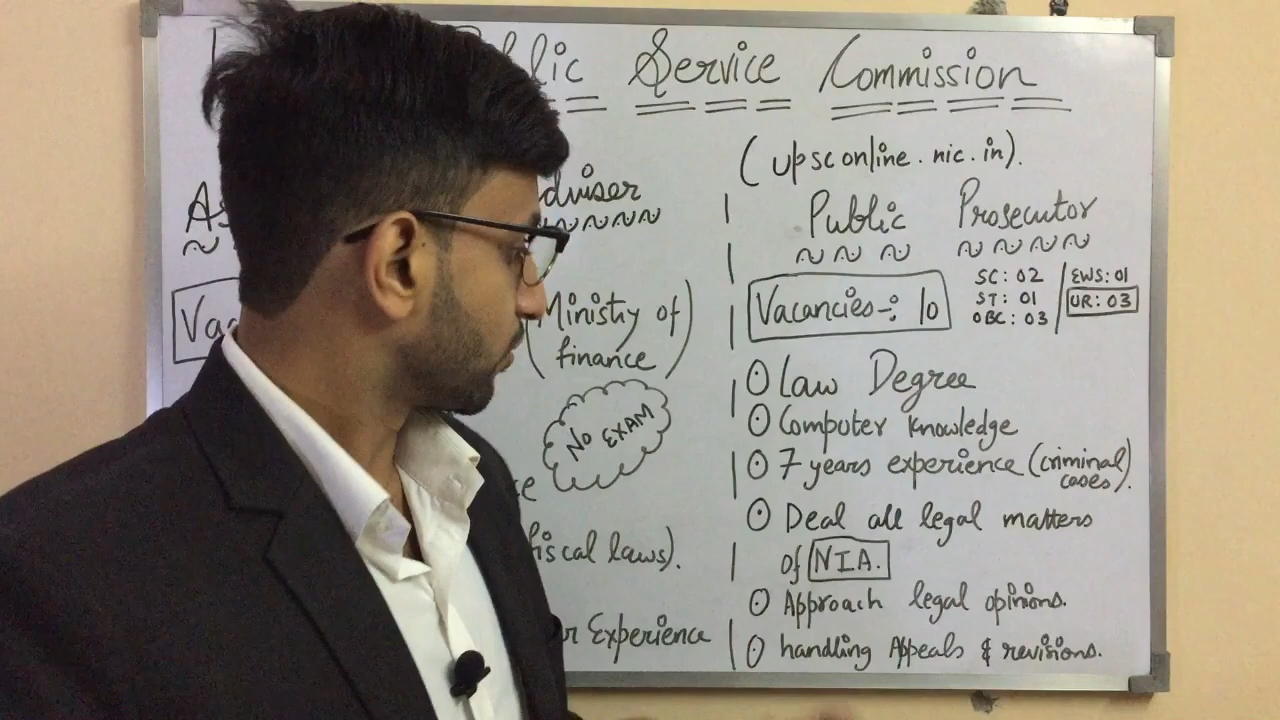 Service Commission
(upsconline.nic.in).
Vacancies-: 10
Public Prosecutor
SC: 02
ST: 01
OBC: 03
EWS: 01
UR: 03
Ministry of
finance
NO EXAM
fiscal laws).
Experience
Law Degree
Computer knowledge
7 years experience (criminal
cases).
Deal all legal matters
of NIA.
Approach legal opinions.
handling Appeals & revisions.